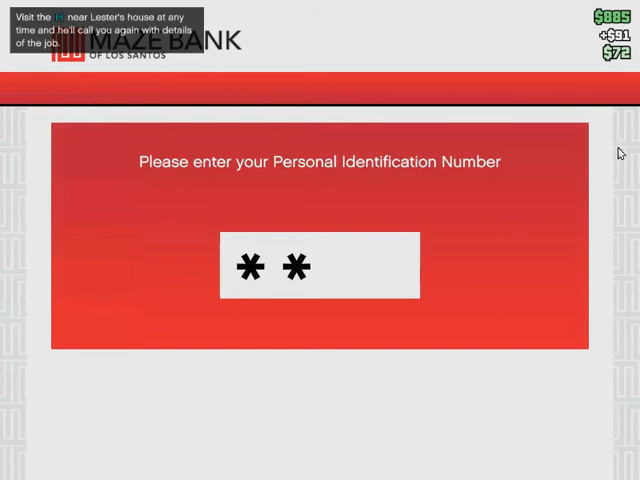 Visit the H near Lester's house at any
time and he'll call you again with details
of the job.
MAZE BANK
OF LOS SANTOS
$885
+$91
$72
Please enter your Personal Identification Number
* *